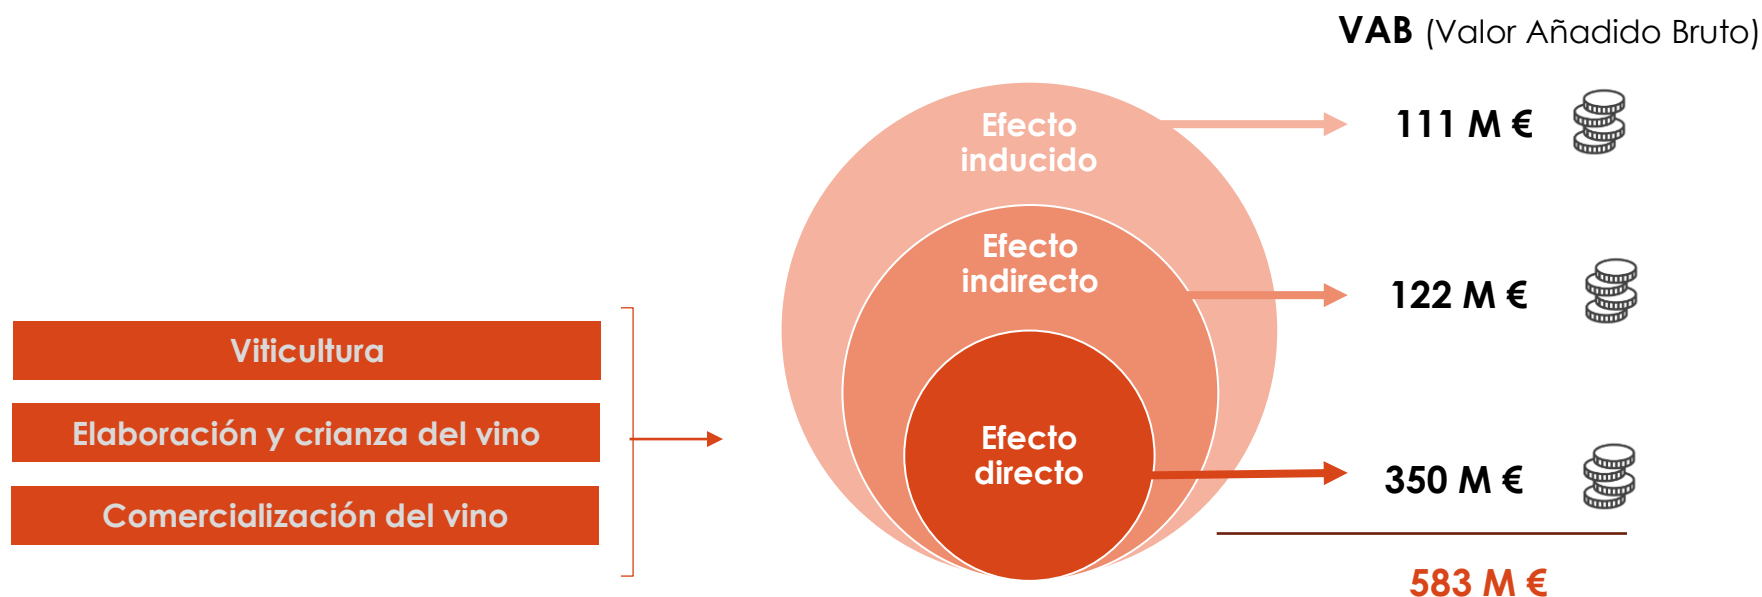 VAB (Valor Añadido Bruto)
Efecto
inducido
111 M €
Efecto
indirecto
122 M €
Viticultura
Elaboración y crianza del vino
Comercialización del vino
Efecto
directo
350 M €
583 M €